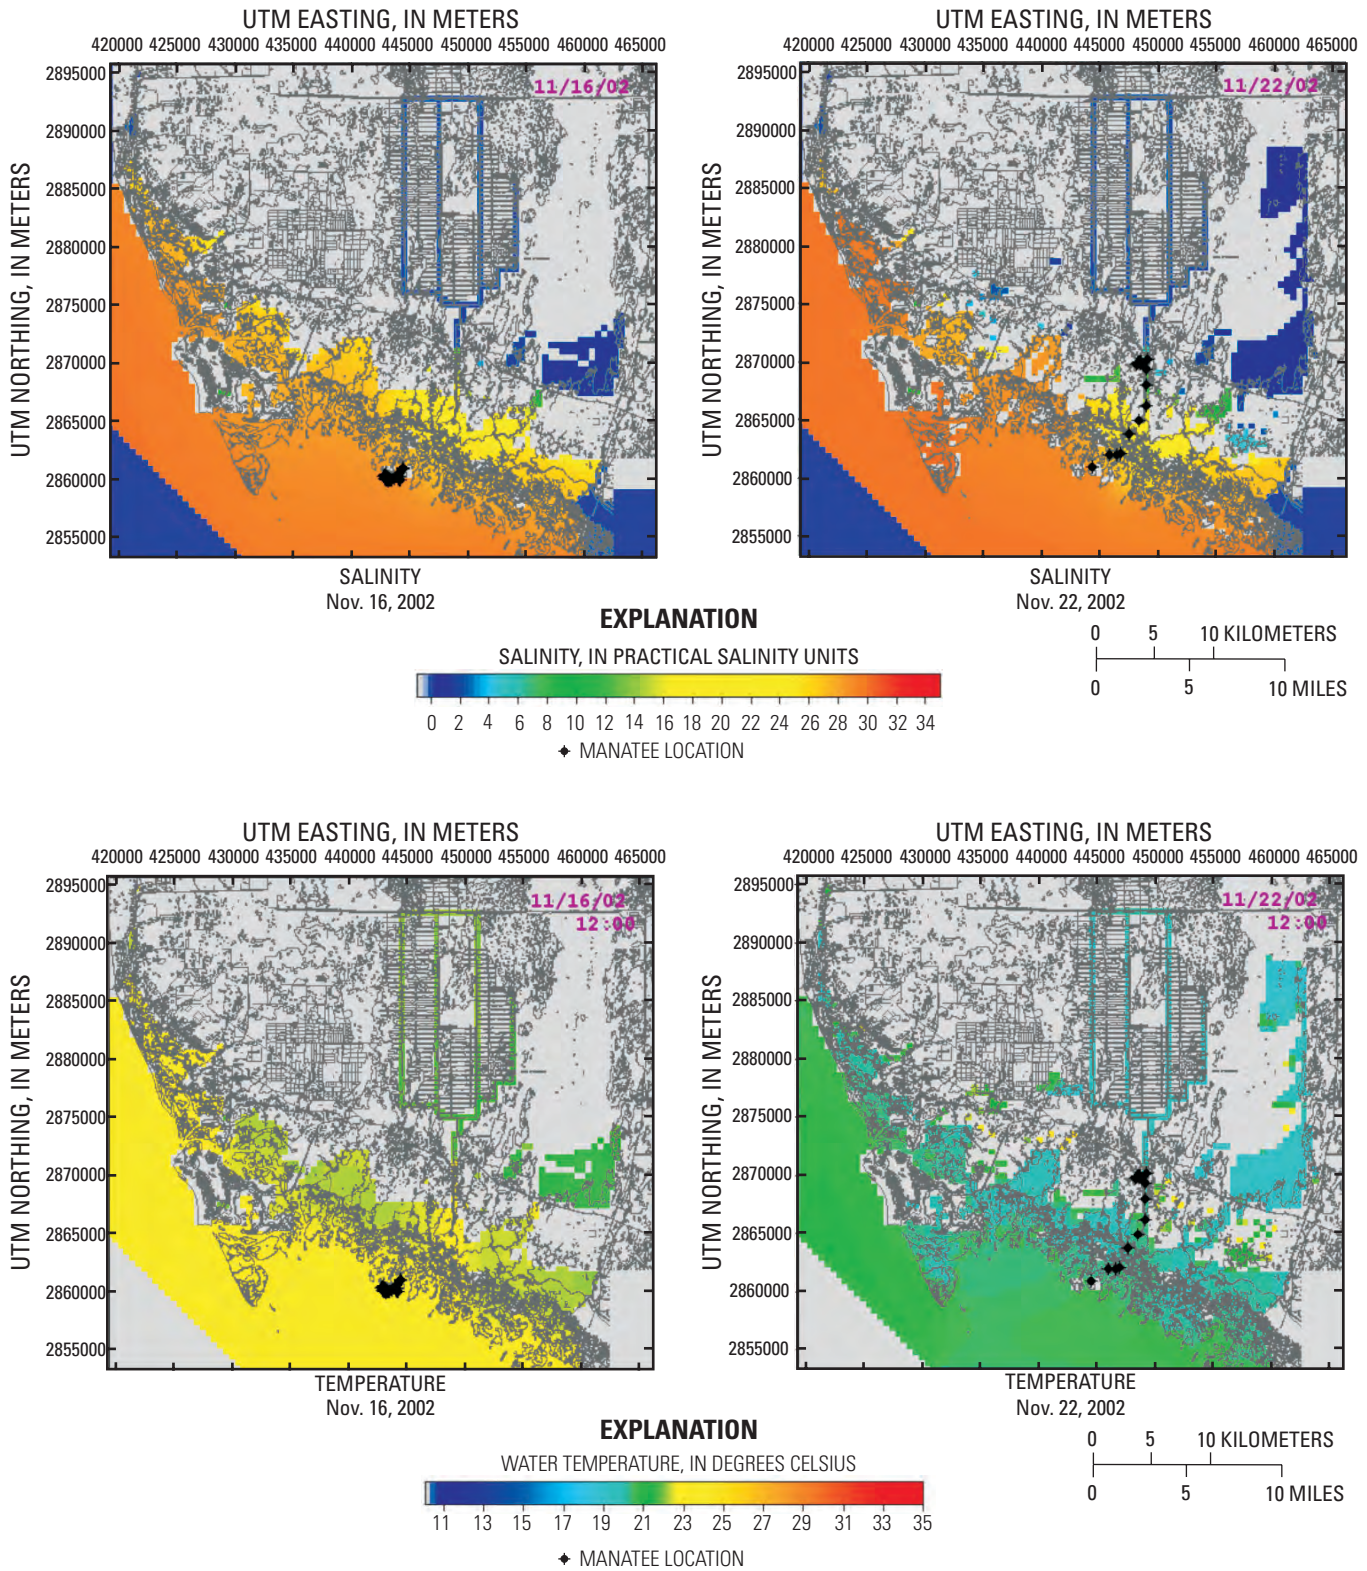 UTM EASTING, IN METERS
420000 425000 430000 435000 440000 445000 450000 455000 460000 465000
UTM NORTHING, IN METERS
2895000
2890000
2885000
2880000
2875000
2870000
2865000
2860000
2855000
11/16/02
SALINITY
Nov. 16, 2002
UTM EASTING, IN METERS
420000 425000 430000 435000 440000 445000 450000 455000 460000 465000
UTM NORTHING, IN METERS
2895000
2890000
2885000
2880000
2875000
2870000
2865000
2860000
2855000
11/22/02
SALINITY
Nov. 22, 2002
EXPLANATION
SALINITY, IN PRACTICAL SALINITY UNITS
0 2 4 6 8 10 12 14 16 18 20 22 24 26 28 30 32 34
MANATEE LOCATION
0 5 10 KILOMETERS
0 5 10 MILES
UTM EASTING, IN METERS
420000 425000 430000 435000 440000 445000 450000 455000 460000 465000
UTM NORTHING, IN METERS
2895000
2890000
2885000
2880000
2875000
2870000
2865000
2860000
2855000
11/16/02
12:00
TEMPERATURE
Nov. 16, 2002
UTM EASTING, IN METERS
420000 425000 430000 435000 440000 445000 450000 455000 460000 465000
UTM NORTHING, IN METERS
2895000
2890000
2885000
2880000
2875000
2870000
2865000
2860000
2855000
11/22/02
12:00
TEMPERATURE
Nov. 22, 2002
EXPLANATION
WATER TEMPERATURE, IN DEGREES CELSIUS
11 13 15 17 19 21 23 25 27 29 31 33 35
MANATEE LOCATION
0 5 10 KILOMETERS
0 5 10 MILES